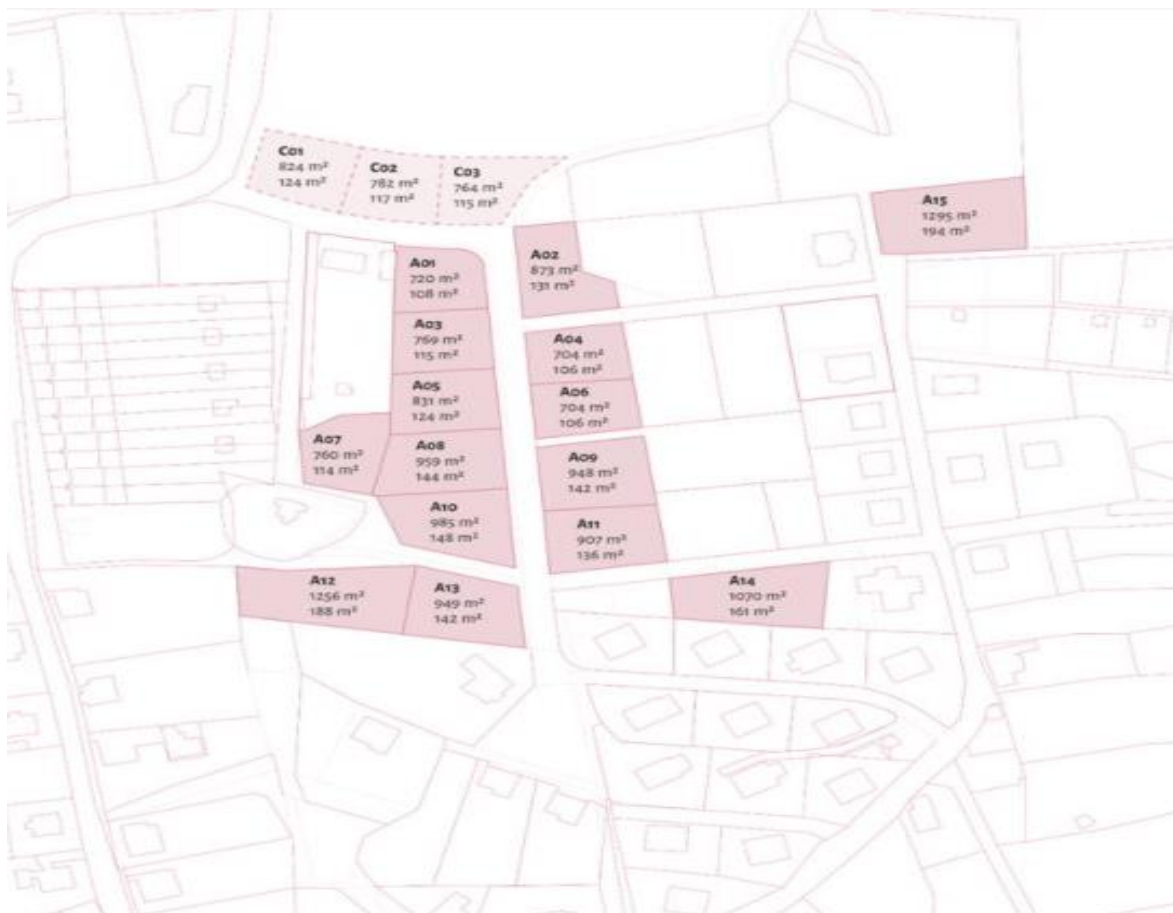 C01
824 m²
124 m²
C02
782 m²
117 m²
C03
764 m²
115 m²
A15
1295 m²
194 m²
A01
720 m²
108 m²
A02
873 m²
131 m²
A03
769 m²
115 m²
A04
704 m²
106 m²
A05
831 m²
124 m²
A06
704 m²
106 m²
A07
760 m²
114 m²
A08
959 m²
144 m²
A09
948 m²
142 m²
A10
985 m²
148 m²
A11
907 m²
136 m²
A12
1256 m²
188 m²
A13
949 m²
142 m²
A14
1070 m²
161 m²